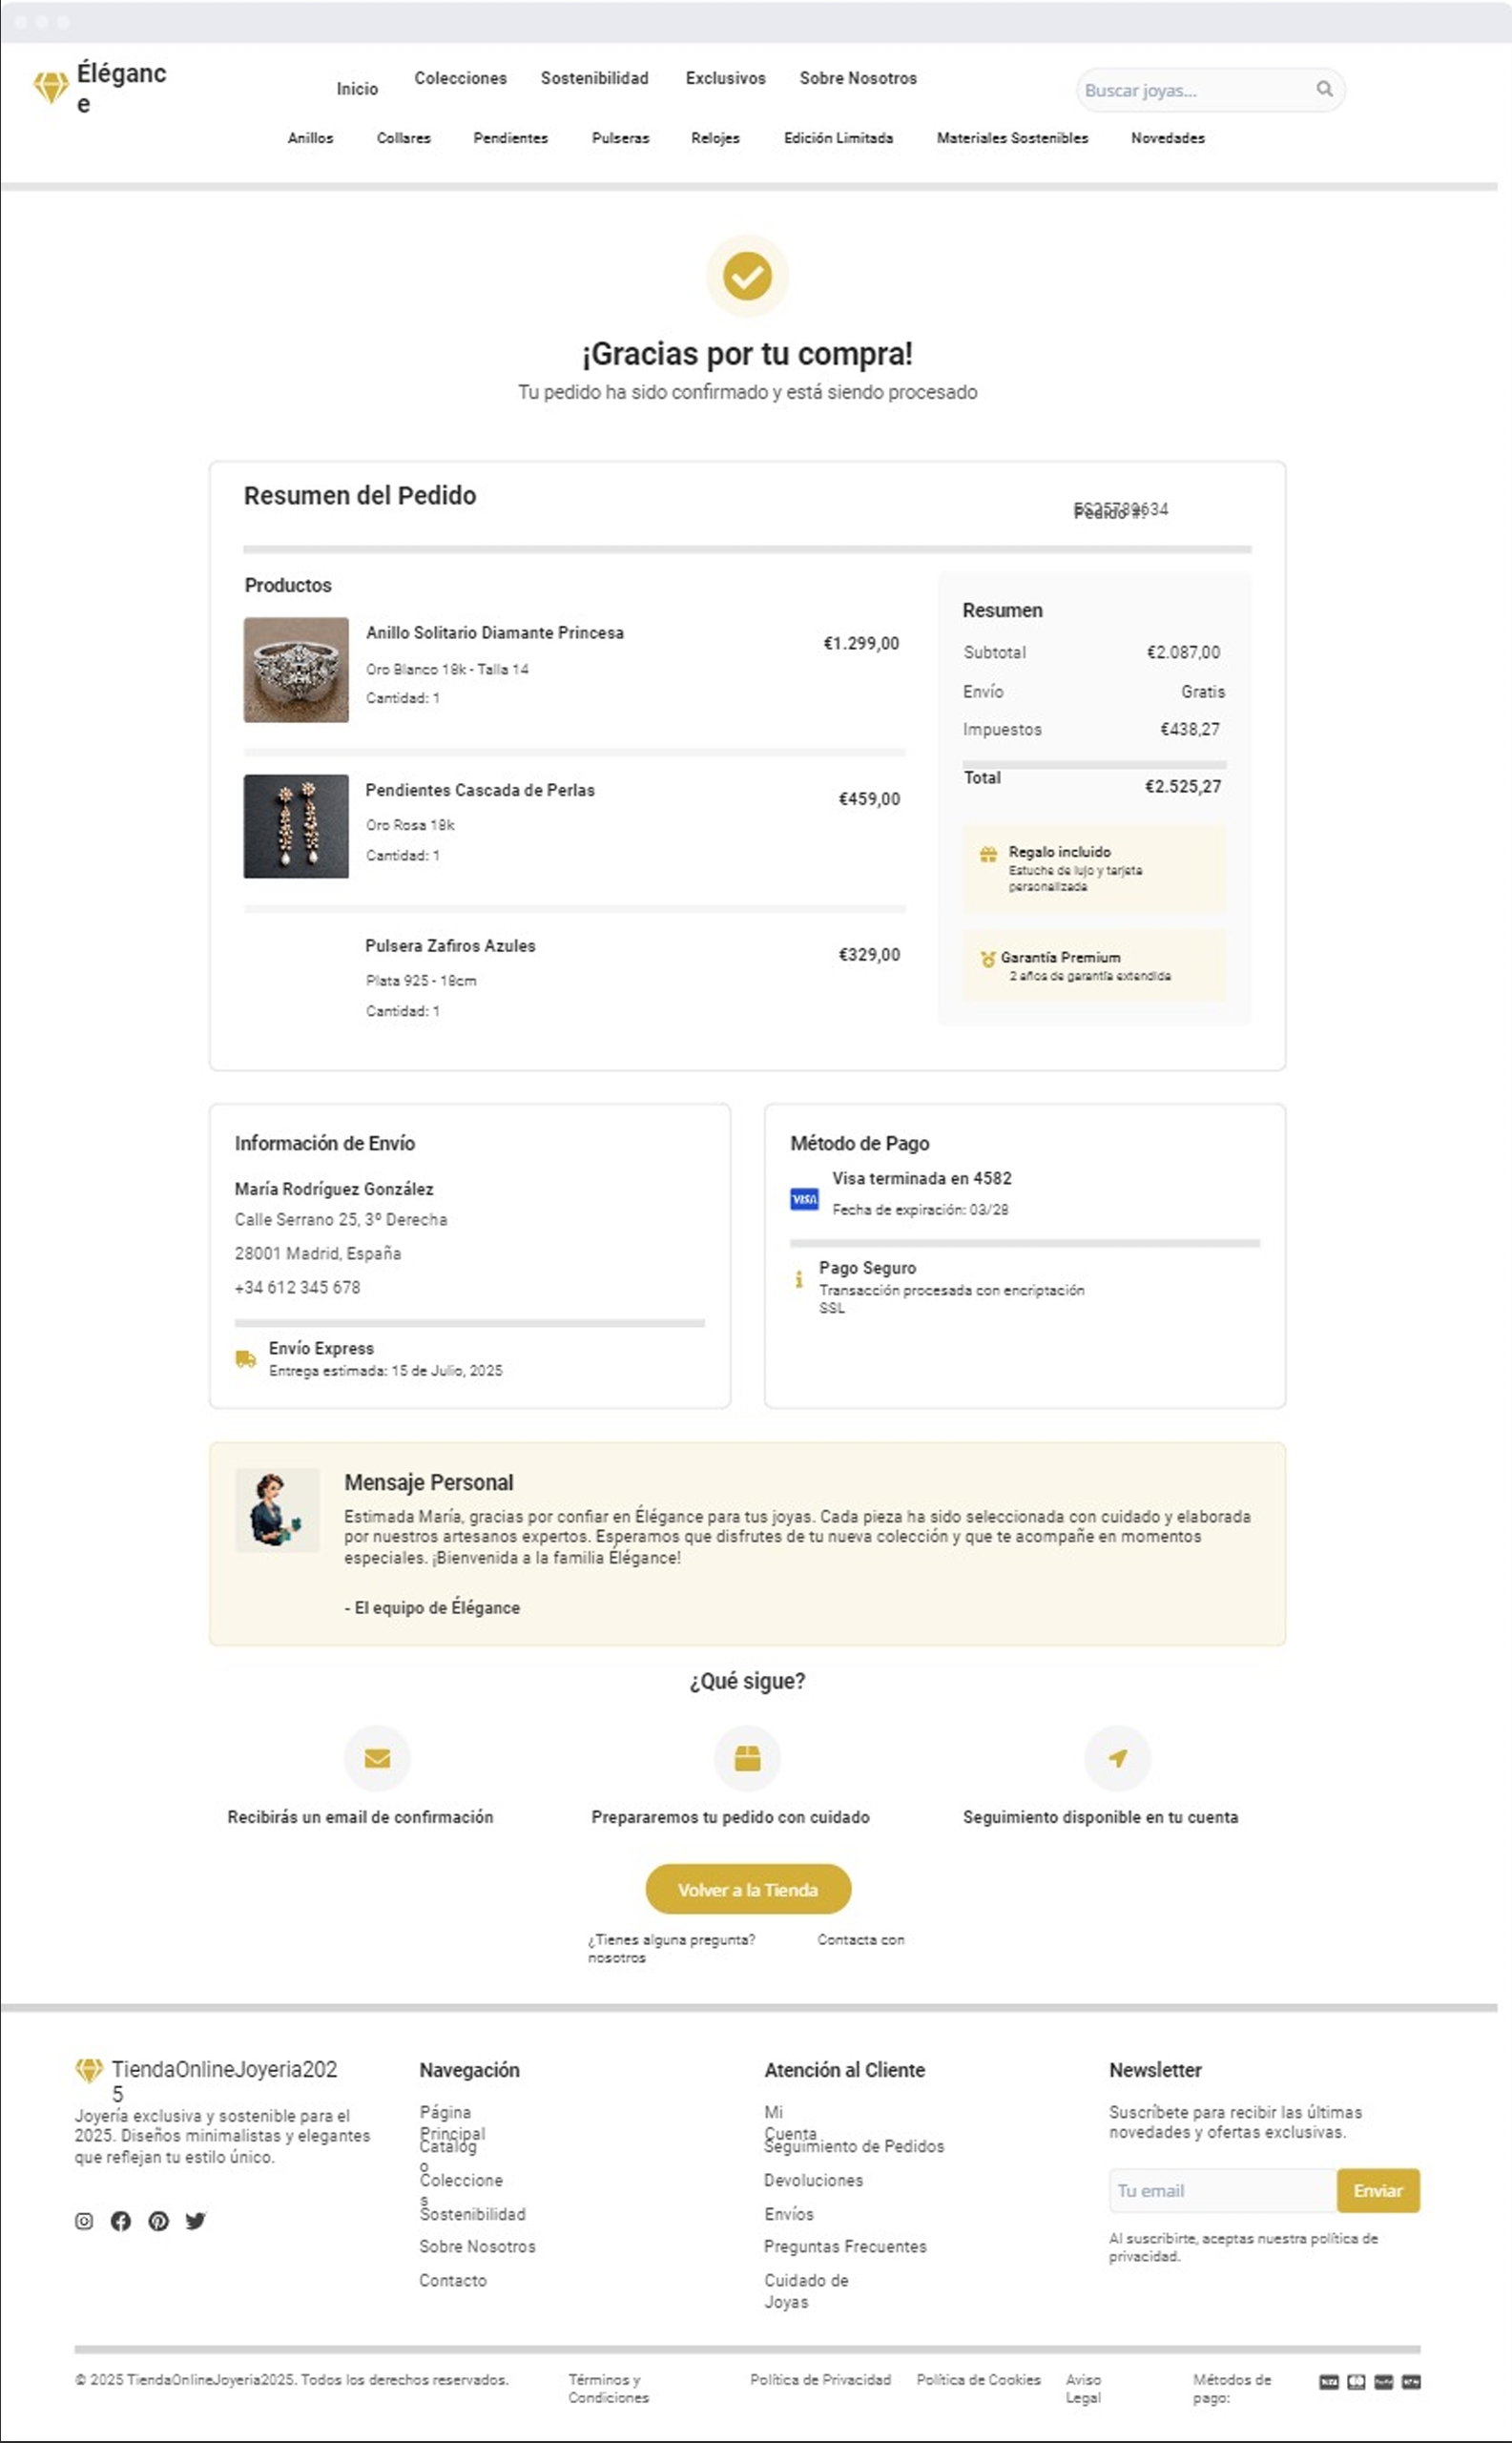 Éléganc
e
Inicio
Colecciones
Sostenibilidad
Exclusivos
Sobre Nosotros
Buscar joyas...
Anillos
Collares
Pendientes
Pulseras
Relojes
Edición Limitada
Materiales Sostenibles
Novedades
¡Gracias por tu compra!
Tu pedido ha sido confirmado y está siendo procesado
Resumen del Pedido
Pedido #:
ES25789634
Productos
Anillo Solitario Diamante Princesa
€1.299,00
Oro Blanco 18k - Talla 14
Cantidad: 1
Pendientes Cascada de Perlas
€459,00
Oro Rosa 18k
Cantidad: 1
Pulsera Zafiros Azules
€329,00
Plata 925 - 18cm
Cantidad: 1
Resumen
Subtotal
€2.087,00
Envío
Gratis
Impuestos
€438,27
Total
€2.525,27
Regalo incluido
Estuche de lujo y tarjeta
personalizada
Garantía Premium
2 años de garantía extendida
Información de Envío
María Rodríguez González
Calle Serrano 25, 3º Derecha
28001 Madrid, España
+34 612 345 678
Envío Express
Entrega estimada: 15 de Julio, 2025
Método de Pago
VISA
Visa terminada en 4582
Fecha de expiración: 03/28
Pago Seguro
Transacción procesada con encriptación
SSL
Mensaje Personal
Estimada María, gracias por confiar en Élégance para tus joyas. Cada pieza ha sido seleccionada con cuidado y elaborada
por nuestros artesanos expertos. Esperamos que disfrutes de tu nueva colección y que te acompañe en momentos
especiales. ¡Bienvenida a la familia Élégance!
- El equipo de Élégance
¿Qué sigue?
Recibirás un email de confirmación
Prepararemos tu pedido con cuidado
Seguimiento disponible en tu cuenta
Volver a la Tienda
¿Tienes alguna pregunta? Contacta con
nosotros
TiendaOnlineJoyeria202
5
Joyería exclusiva y sostenible para el
2025. Diseños minimalistas y elegantes
que reflejan tu estilo único.
Navegación
Página
Principal
Catálog
o
Coleccione
s
Sostenibilidad
Sobre Nosotros
Contacto
Atención al Cliente
Mi
Cuenta
Seguimiento de Pedidos
Devoluciones
Envíos
Preguntas Frecuentes
Cuidado de
Joyas
Newsletter
Suscríbete para recibir las últimas
novedades y ofertas exclusivas.
Tu email
Enviar
Al suscribirte, aceptas nuestra política de
privacidad.
© 2025 TiendaOnlineJoyeria2025. Todos los derechos reservados.
Términos y
Condiciones
Política de Privacidad
Política de Cookies
Aviso
Legal
Métodos de
pago:
VISA